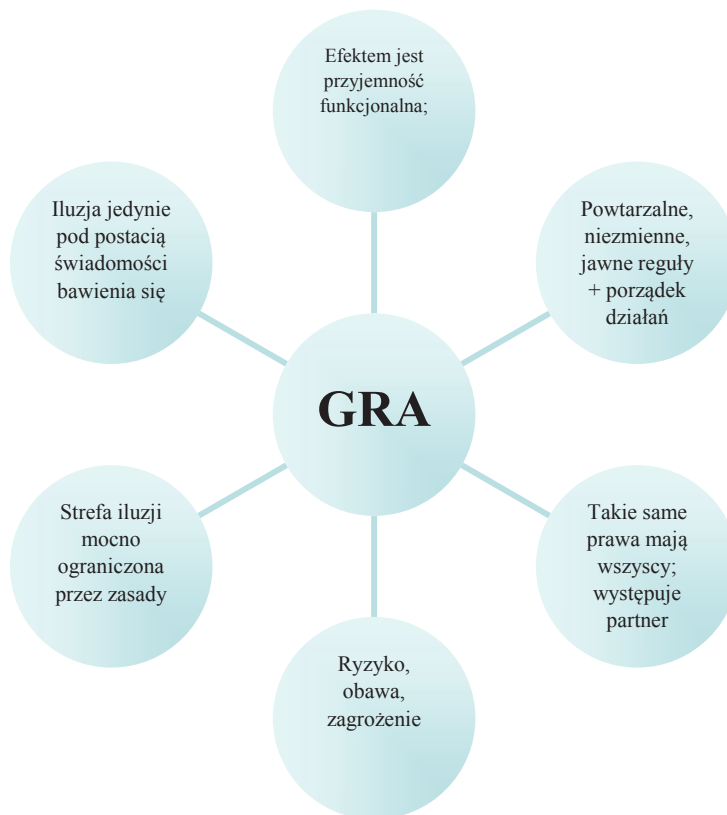 Efektem jest
przyjemność
funkcjonalna;
Iluzja jedynie
pod postacią
świadomości
bawienia się
Powtarzalne,
niezmienne,
jawne reguły
+ porządek
działań
GRA
Strefa iluzji
mocno
ograniczona
przez zasady
Takie same
prawa mają
wszyscy;
występuje
partner
Ryzyko,
obawa,
zagrożenie